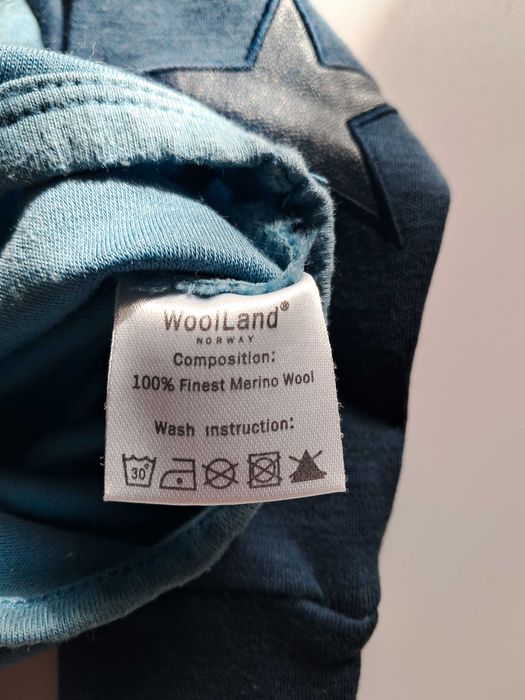 WoolLand®
NORWAY
Composition:
100% Finest Merino Wool
Wash instruction:
30°